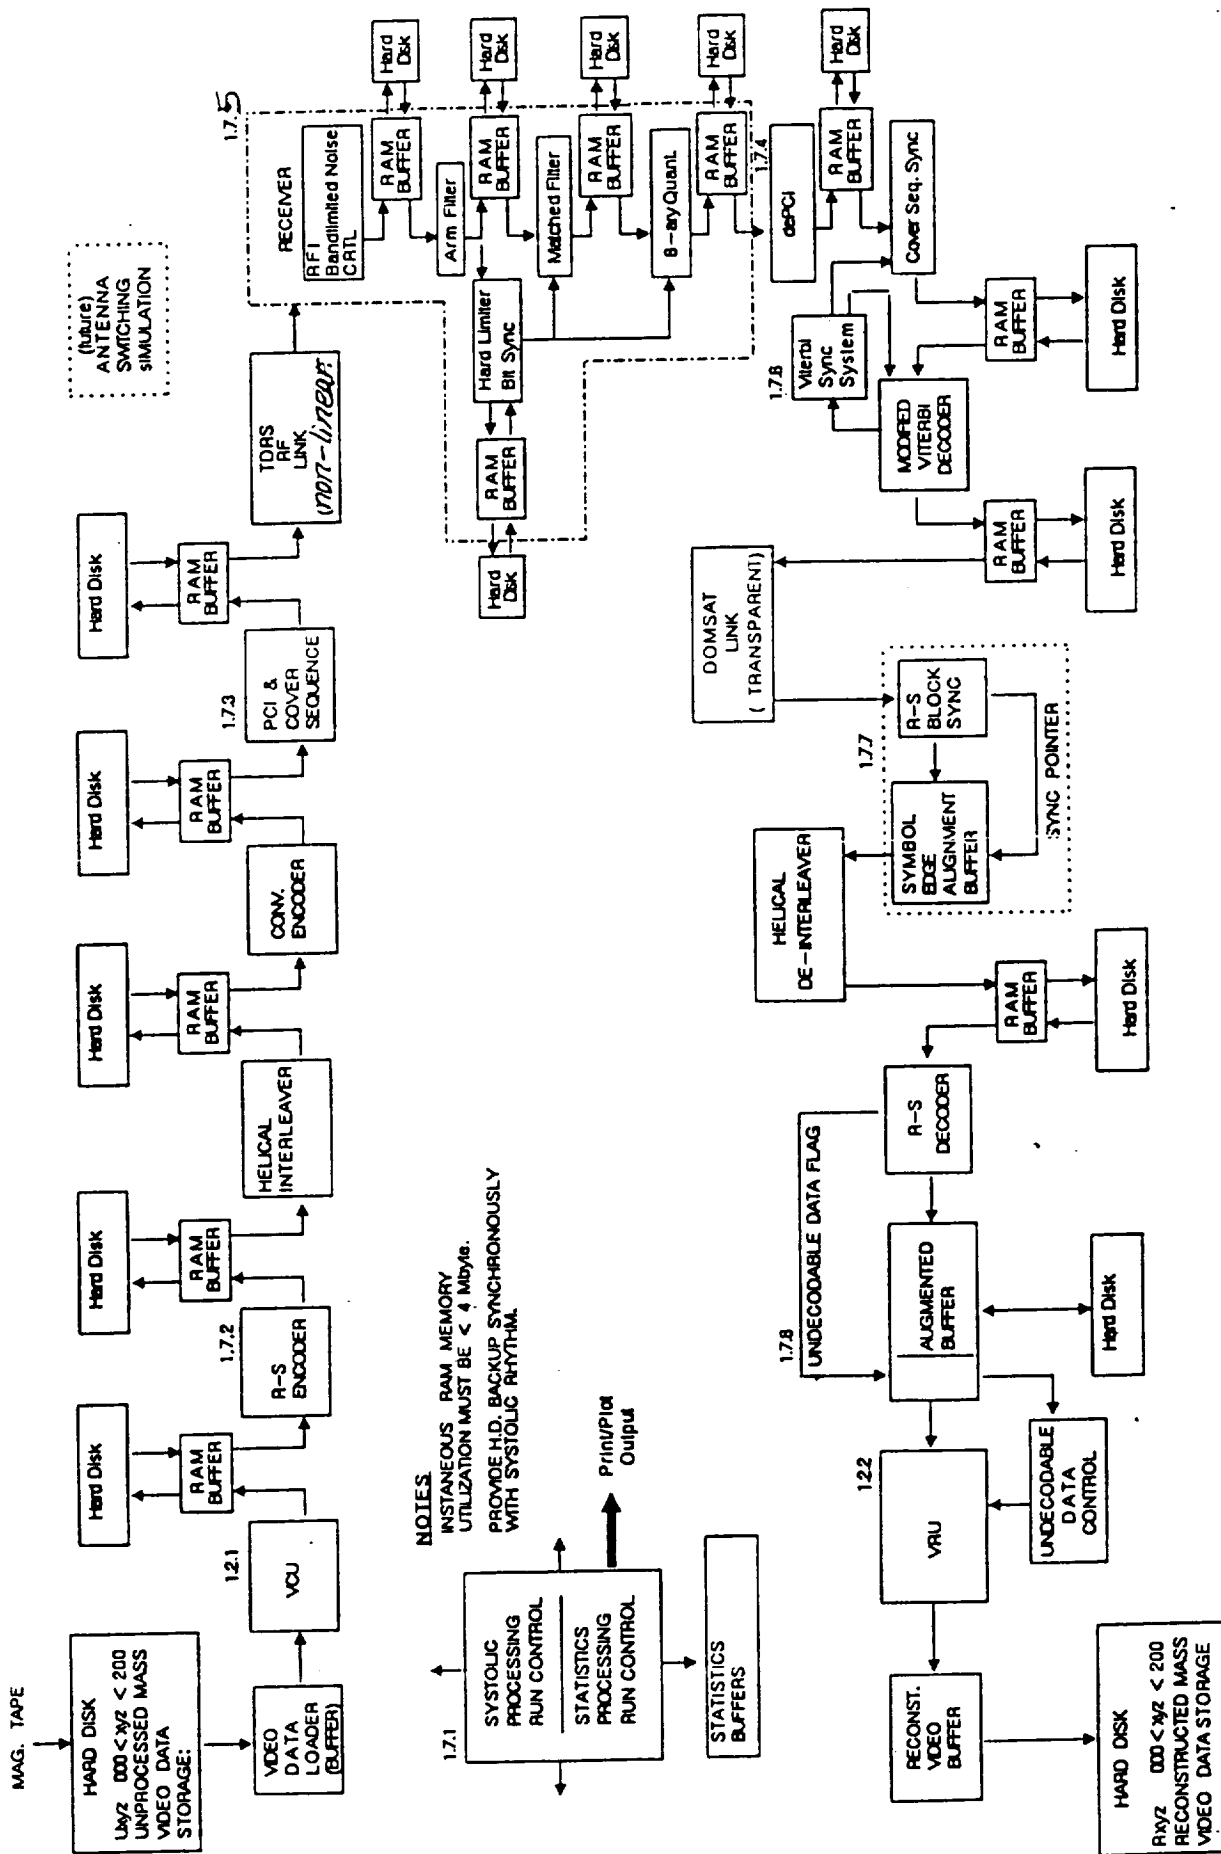 MAG. TAPE
HARD DISK
Uxyz 000 < xyz < 200
UNPROCESSED MASS
VIDEO DATA
STORAGE:
VIDEO
DATA
LOADER
(BUFFER)
1.2.1
VCU
Hard Disk
RAM
BUFFER
1.7.2
R-S
ENCODER
Hard Disk
RAM
BUFFER
HELICAL
INTERLEAVER
Hard Disk
RAM
BUFFER
CONV.
ENCODER
Hard Disk
RAM
BUFFER
1.7.3
PCI &
COVER
SEQUENCE
Hard Disk
RAM
BUFFER
TDRS
RF
LINK
(non-linear)
(future)
ANTENNA
SWITCHING
SIMULATION
1.7.5
RECEIVER
RFI
Bandlimited Noise
CRTL
RAM
BUFFER
Hard
Disk
Arm Filter
RAM
BUFFER
Hard
Disk
Hard Limiter
Bit Sync
RAM
BUFFER
Hard
Disk
Matched Filter
RAM
BUFFER
Hard
Disk
8-ary Quant.
RAM
BUFFER
Hard
Disk
1.7.4
dePCI
RAM
BUFFER
Hard
Disk
Cover Seq. Sync
RAM
BUFFER
Hard Disk
1.7.6
Viterbi
Sync
System
MODIFIED
VITERBI
DECODER
RAM
BUFFER
Hard Disk
DOMSAT
LINK
( TRANSPARENT)
1.7.7
R-S
BLOCK
SYNC
SYMBOL
EDGE
ALIGNMENT
BUFFER
SYNC POINTER
HELICAL
DE-INTERLEAVER
RAM
BUFFER
Hard Disk
R-S
DECODER
UNDECODABLE DATA FLAG
1.7.8
AUGMENTED
BUFFER
Hard Disk
UNDECODABLE
DATA
CONTROL
1.2.2
VRU
RECONST.
VIDEO
BUFFER
HARD DISK
Rxyz 000 < xyz < 200
RECONSTRUCTED MASS
VIDEO DATA STORAGE
NOTES
INSTANEOUS RAM MEMORY
UTILIZATION MUST BE < 4 Mbyte.
PROVIDE H.D. BACKUP SYNCHRONOUSLY
WITH SYSTOLIC RHYTHM.
1.7.1
SYSTOLIC
PROCESSING
RUN CONTROL
STATISTICS
PROCESSING
RUN CONTROL
Print/Plot
Output
STATISTICS
BUFFERS